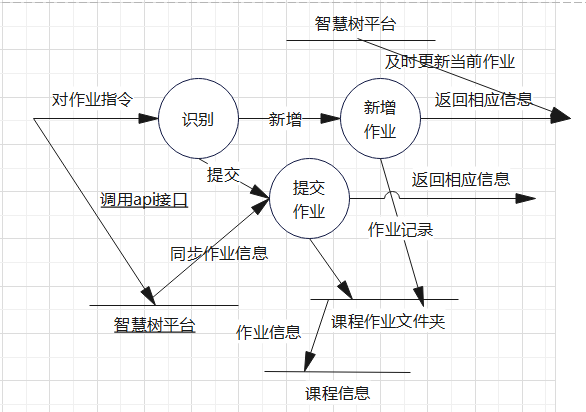 智慧树平台
及时更新当前作业
对作业指令
识别
新增
新增
作业
返回相应信息
提交
调用api接口
提交
作业
返回相应信息
同步作业信息
作业记录
智慧树平台
作业信息
课程作业文件夹
课程信息